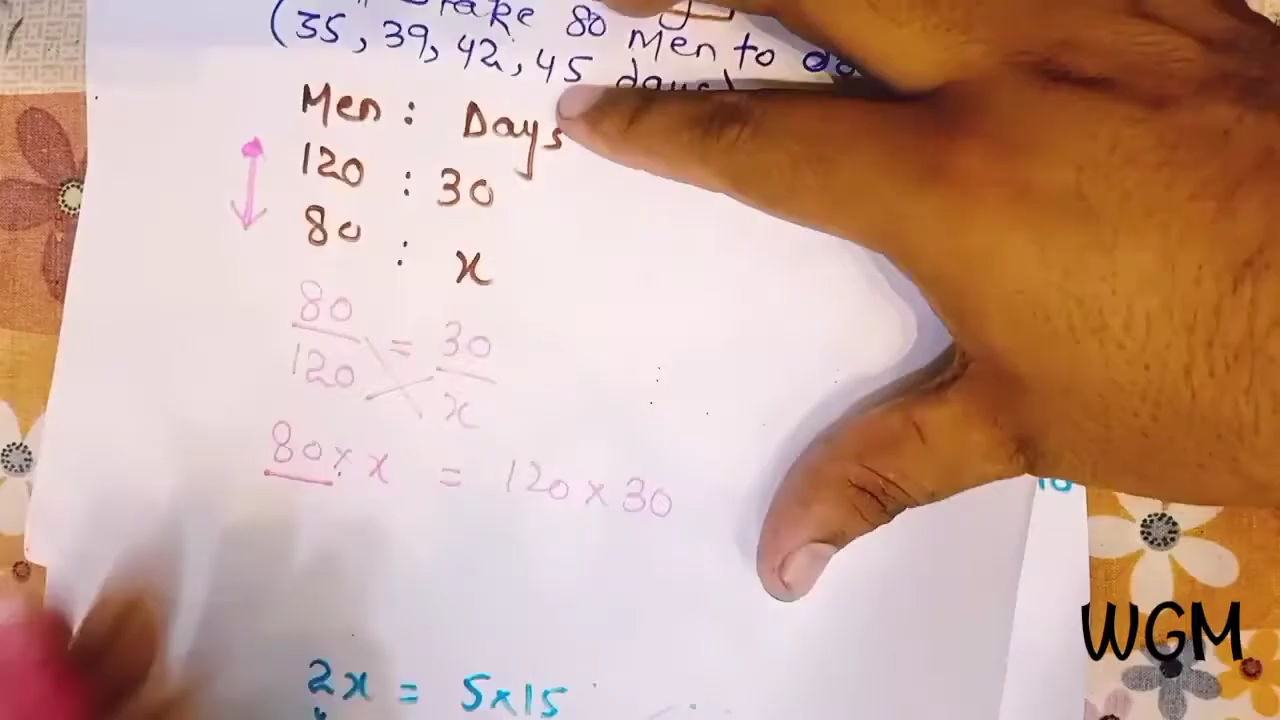 take 80 men to do
(35, 39, 42, 45 days)
Men : Days
120 : 30
80 : x
80/120 = 30/x
80 × x = 120 × 30
2x = 5×15
10
WGM